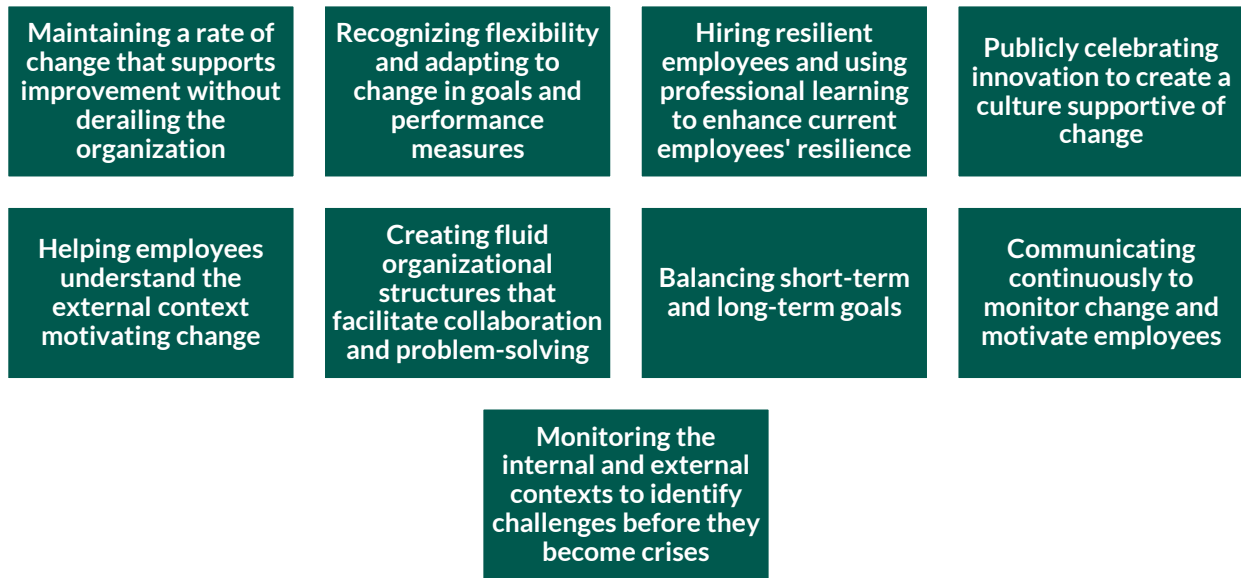 Maintaining a rate of
change that supports
improvement without
derailing the
organization
Recognizing flexibility
and adapting to
change in goals and
performance
measures
Hiring resilient
employees and using
professional learning
to enhance current
employees' resilience
Publicly celebrating
innovation to create a
culture supportive of
change
Helping employees
understand the
external context
motivating change
Creating fluid
organizational
structures that
facilitate collaboration
and problem-solving
Balancing short-term
and long-term goals
Communicating
continuously to
monitor change and
motivate employees
Monitoring the
internal and external
contexts to identify
challenges before they
become crises